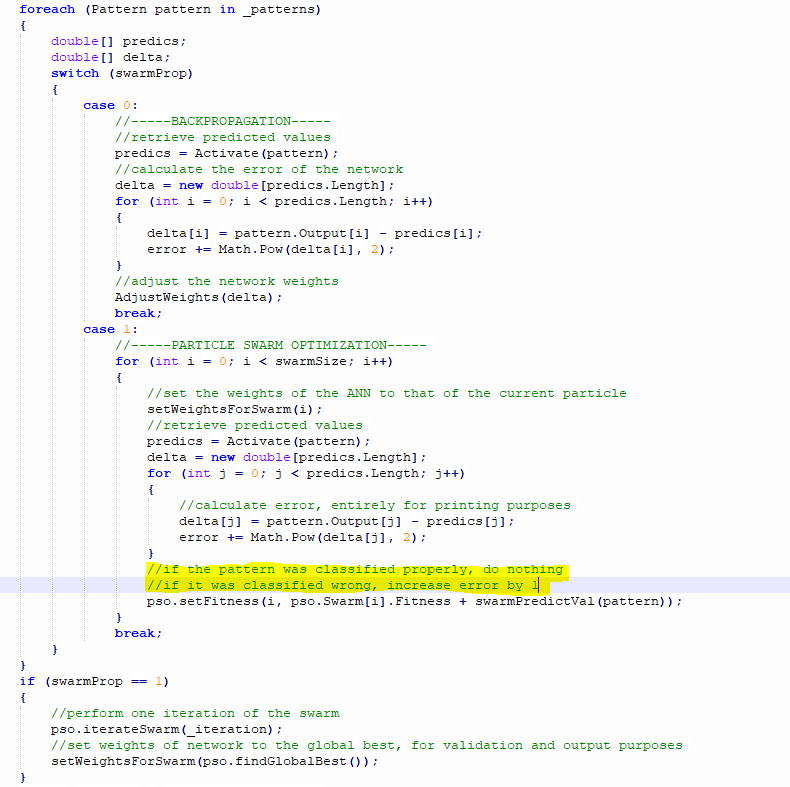 foreach (Pattern pattern in _patterns)
{
    double[] predics;
    double[] delta;
    switch (swarmProp)
    {
        case 0:
            //-----BACKPROPAGATION-----
            //retrieve predicted values
            predics = Activate(pattern);
            //calculate the error of the network
            delta = new double[predics.Length];
            for (int i = 0; i < predics.Length; i++)
            {
                delta[i] = pattern.Output[i] - predics[i];
                error += Math.Pow(delta[i], 2);
            }
            //adjust the network weights
            AdjustWeights(delta);
            break;
        case 1:
            //-----PARTICLE SWARM OPTIMIZATION-----
            for (int i = 0; i < swarmSize; i++)
            {
                //set the weights of the ANN to that of the current particle
                setWeightsForSwarm(i);
                //retrieve predicted values
                predics = Activate(pattern);
                delta = new double[predics.Length];
                for (int j = 0; j < predics.Length; j++)
                {
                    //calculate error, entirely for printing purposes
                    delta[j] = pattern.Output[j] - predics[j];
                    error += Math.Pow(delta[j], 2);
                }
                //if the pattern was classified properly, do nothing
                //if it was classified wrong, increase error by 1
                pso.setFitness(i, pso.Swarm[i].Fitness + swarmPredictVal(pattern));
            }
            break;
    }
}
if (swarmProp == 1)
{
    //perform one iteration of the swarm
    pso.iterateSwarm(_iteration);
    //set weights of network to the global best, for validation and output purposes
    setWeightsForSwarm(pso.findGlobalBest());
}